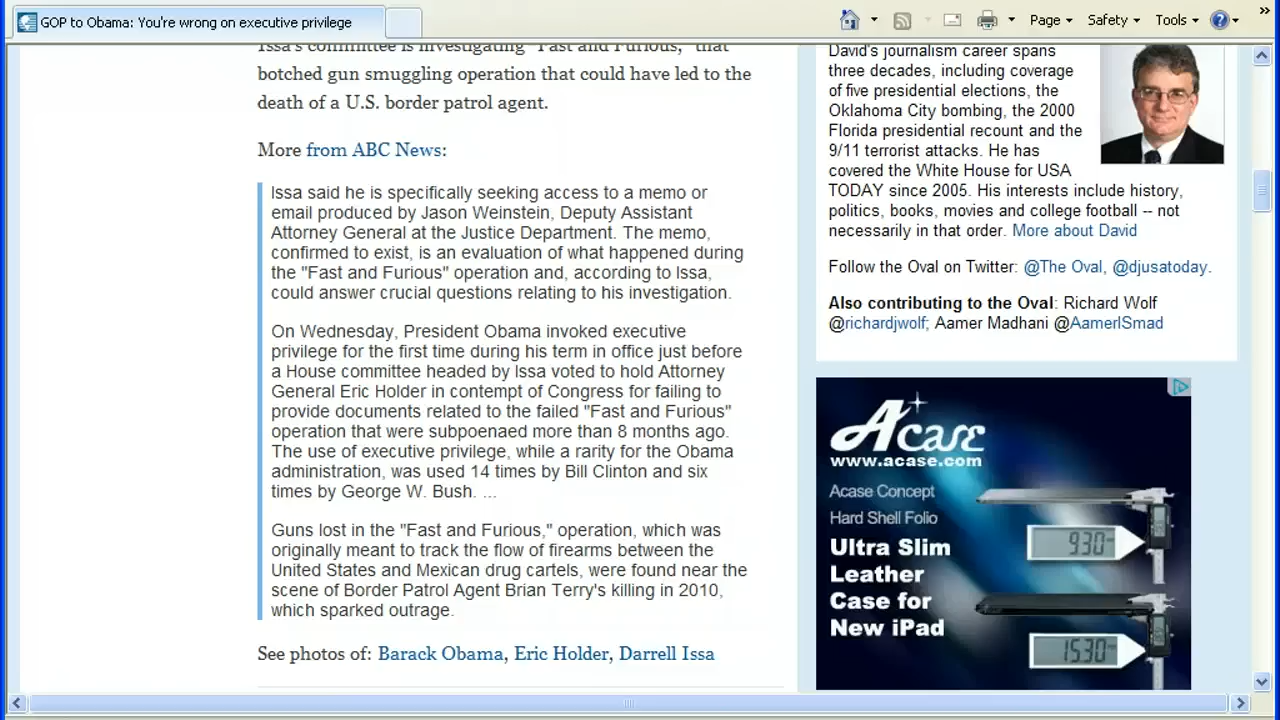 GOP to Obama: You're wrong on executive privilege
Page
Safety
Tools
Issa's committee is investigating "Fast and Furious," that
botched gun smuggling operation that could have led to the
death of a U.S. border patrol agent.
More from ABC News:
Issa said he is specifically seeking access to a memo or
email produced by Jason Weinstein, Deputy Assistant
Attorney General at the Justice Department. The memo,
confirmed to exist, is an evaluation of what happened during
the "Fast and Furious" operation and, according to Issa,
could answer crucial questions relating to his investigation.
On Wednesday, President Obama invoked executive
privilege for the first time during his term in office just before
a House committee headed by Issa voted to hold Attorney
General Eric Holder in contempt of Congress for failing to
provide documents related to the failed "Fast and Furious"
operation that were subpoenaed more than 8 months ago.
The use of executive privilege, while a rarity for the Obama
administration, was used 14 times by Bill Clinton and six
times by George W. Bush. ...
Guns lost in the "Fast and Furious," operation, which was
originally meant to track the flow of firearms between the
United States and Mexican drug cartels, were found near the
scene of Border Patrol Agent Brian Terry's killing in 2010,
which sparked outrage.
See photos of: Barack Obama, Eric Holder, Darrell Issa
David's journalism career spans
three decades, including coverage
of five presidential elections, the
Oklahoma City bombing, the 2000
Florida presidential recount and the
9/11 terrorist attacks. He has
covered the White House for USA
TODAY since 2005. His interests include history,
politics, books, movies and college football -- not
necessarily in that order. More about David
Follow the Oval on Twitter: @The Oval, @djusatoday.
Also contributing to the Oval: Richard Wolf
@richardjwolf; Aamer Madhani @AamerISmad
Acase
www.acase.com
Acase Concept
Hard Shell Folio
Ultra Slim
Leather
Case for
New iPad
930
1530